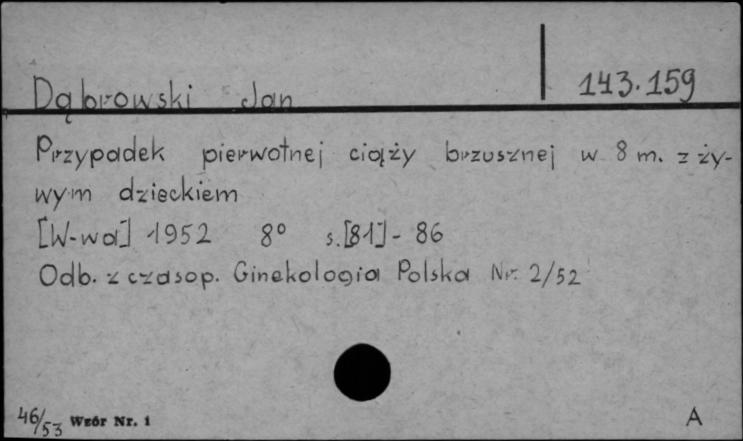 Dąbrowski Jan
143.159
Przypadek pierwotnej ciąży brzusznej w 8 m. z ży-
wym dzieckiem
[W-wa] 1952 8° s.[81]- 86
Odb. z czasop. Ginekologia Polska Nr. 2/52
46/53 Wzór Nr. 1
A